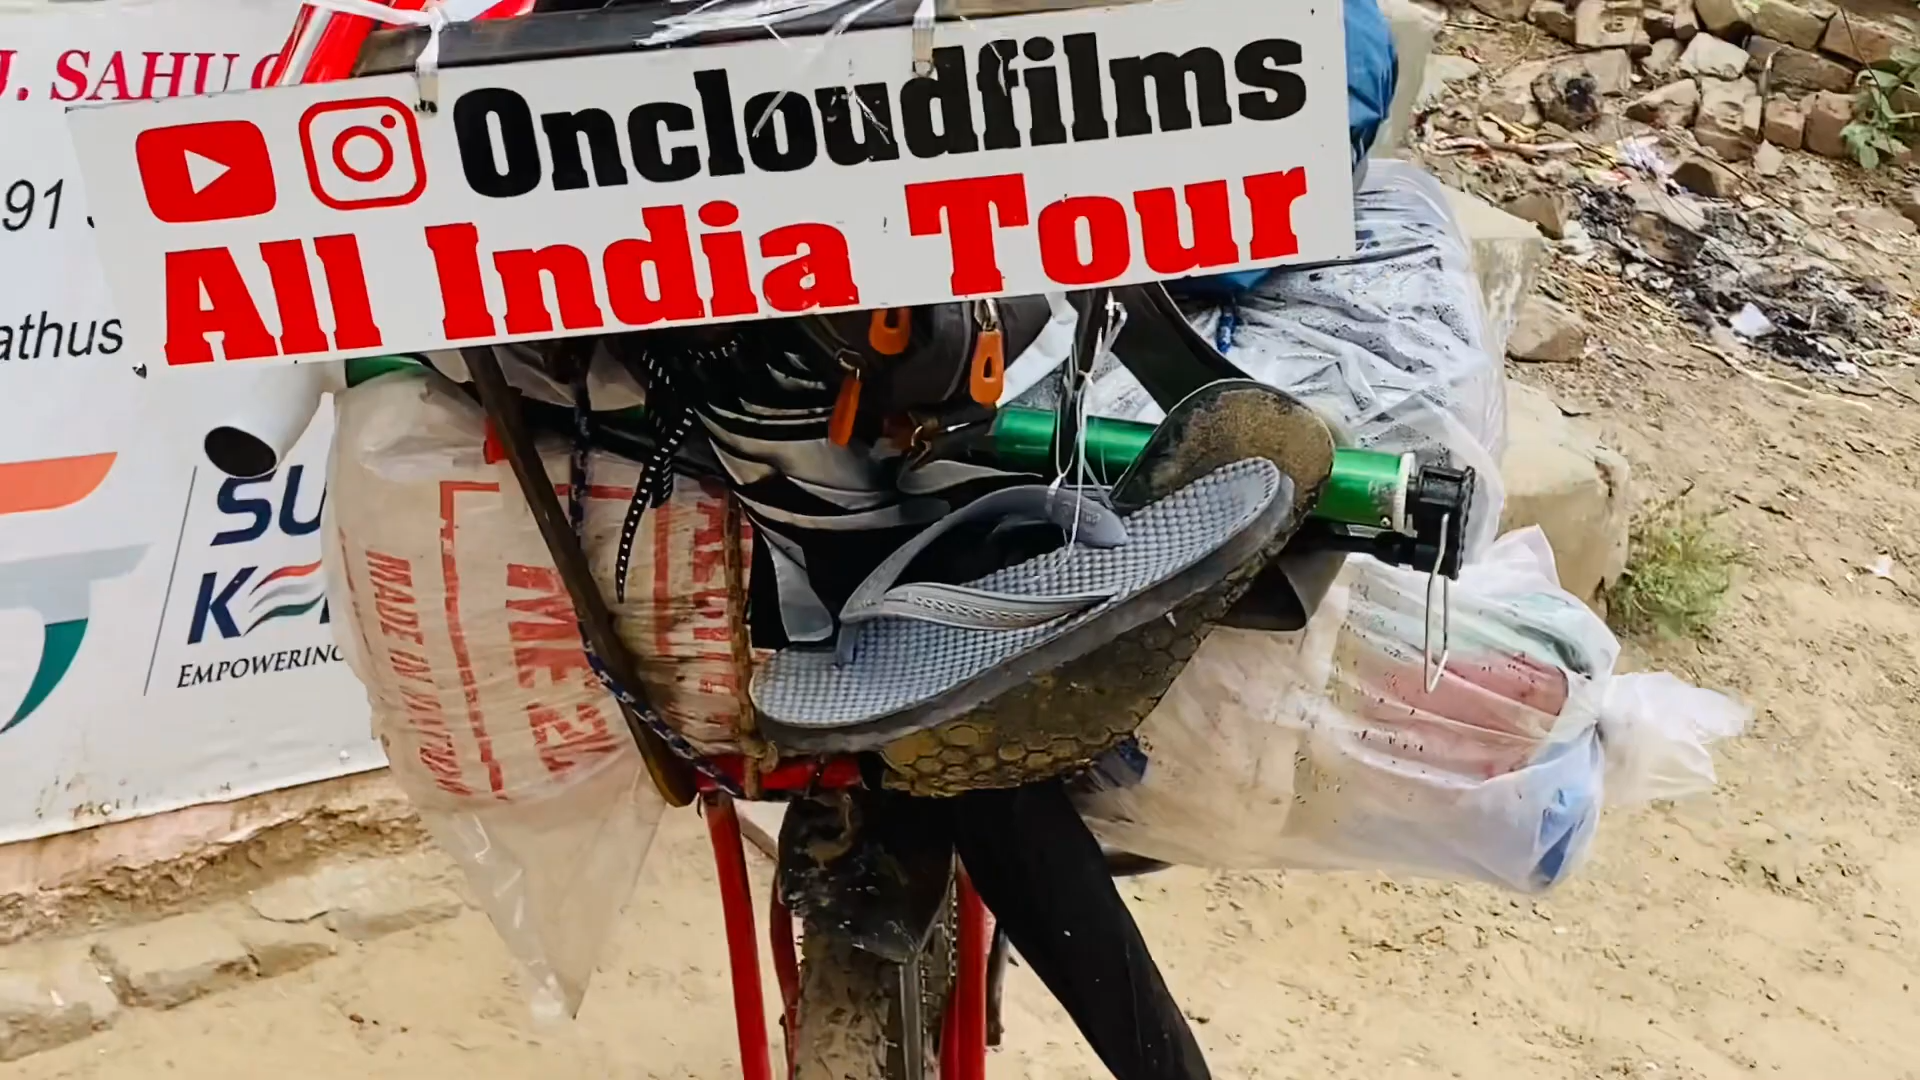 J. SAHU
Oncloudfilms
All India Tour
91
athus
SU
K
EMPOWERING
MADE IN